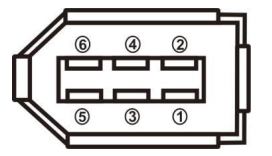 ⑥ ④ ②
⑤ ③ ①